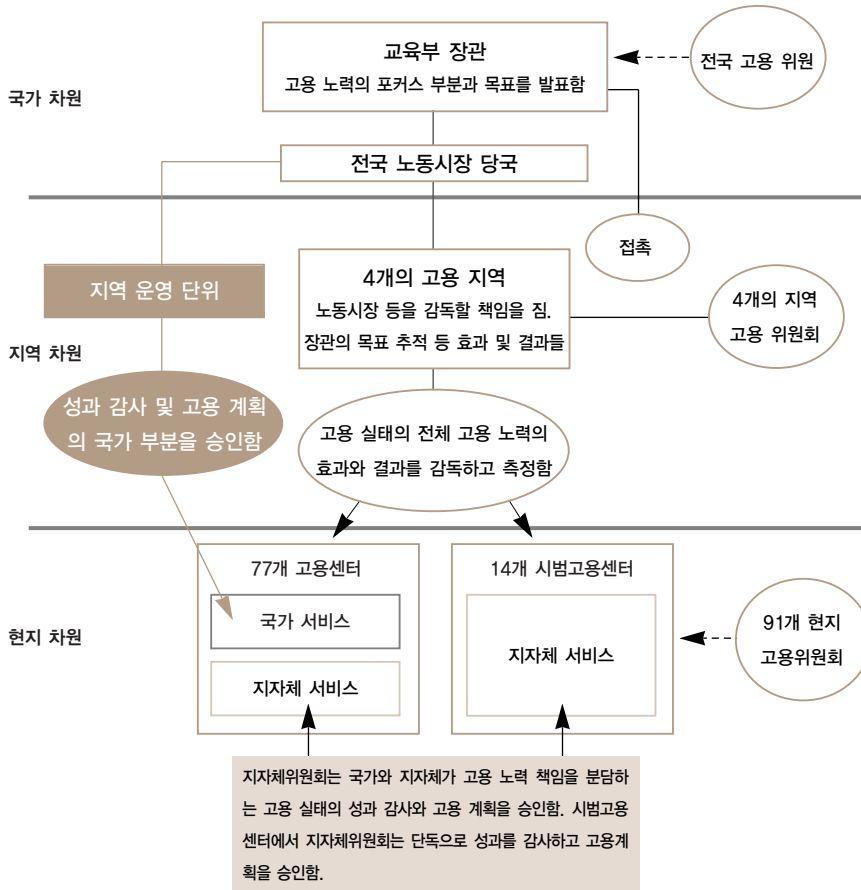 교육부 장관
고용 노력의 포커스 부분과 목표를 발표함
전국 고용 위원
국가 차원
전국 노동시장 당국
접촉
지역 운영 단위
4개의 고용 지역
노동시장 등을 감독할 책임을 짐.
장관의 목표 추적 등 효과 및 결과들
4개의 지역
고용 위원회
지역 차원
성과 감사 및 고용 계획
의 국가 부분을 승인함
고용 실태의 전체 고용 노력의
효과와 결과를 감독하고 측정함
77개 고용센터
14개 시범고용센터
국가 서비스
지자체 서비스
지자체 서비스
현지 차원
91개 현지
고용위원회
지자체위원회는 국가와 지자체가 고용 노력 책임을 분담하
는 고용 실태의 성과 감사와 고용 계획을 승인함. 시범고용
센터에서 지자체위원회는 단독으로 성과를 감사하고 고용계
획을 승인함.